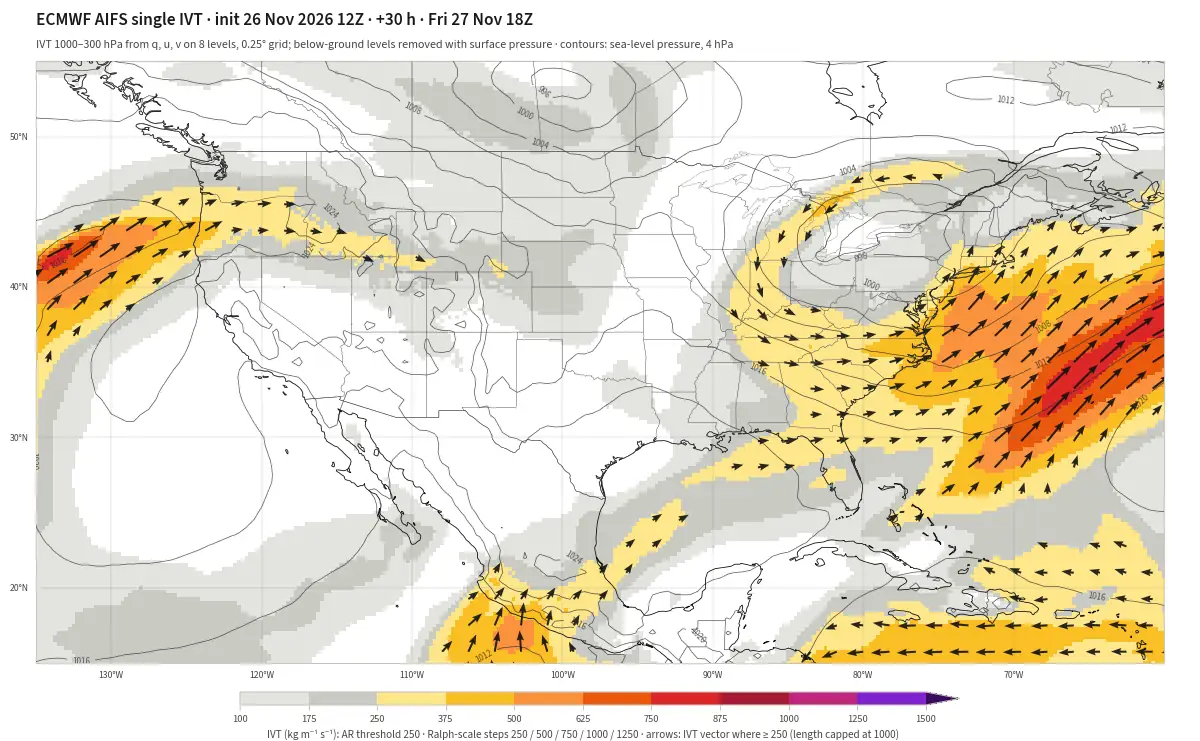 ECMWF AIFS single IVT · init 26 Nov 2026 12Z · +30 h · Fri 27 Nov 18Z
IVT 1000–300 hPa from q, u, v on 8 levels, 0.25° grid; below-ground levels removed with surface pressure · contours: sea-level pressure, 4 hPa
996
1008
1000
1012
1004
1012
50°N
1004
1024
1024
996
40°N
1000
1008
1012
1016
1020
30°N
1024
20°N
1016
1016
1020
1012
1016
130°W 120°W 110°W 100°W 90°W 80°W 70°W
100 175 250 375 500 625 750 875 1000 1250 1500
IVT (kg m⁻¹ s⁻¹): AR threshold 250 · Ralph-scale steps 250 / 500 / 750 / 1000 / 1250 · arrows: IVT vector where ≥ 250 (length capped at 1000)